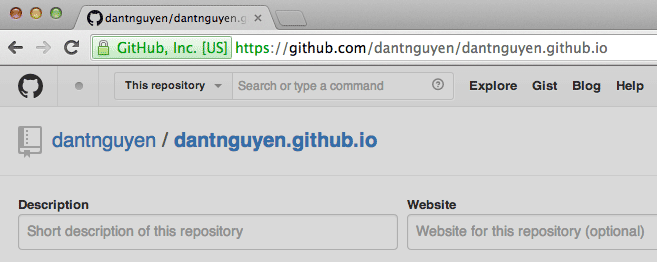 dantnguyen/dantnguyen.g
GitHub, Inc. [US] https://github.com/dantnguyen/dantnguyen.github.io
This repository Search or type a command Explore Gist Blog Help
dantnguyen / dantnguyen.github.io
Description Website
Short description of this repository Website for this repository (optional)